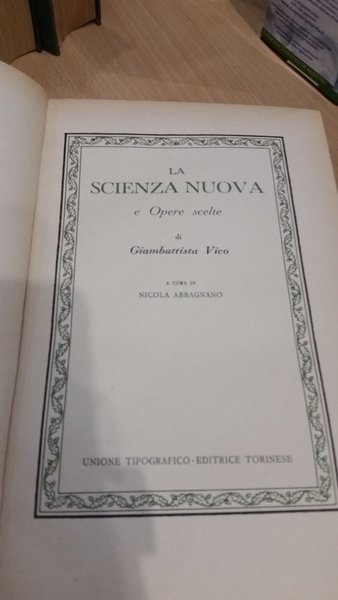 LA
SCIENZA NUOVA
e Opere scelte
di
Giambattista Vico
A CURA DI
NICOLA ABBAGNANO
UNIONE TIPOGRAFICO-EDITRICE TORINESE